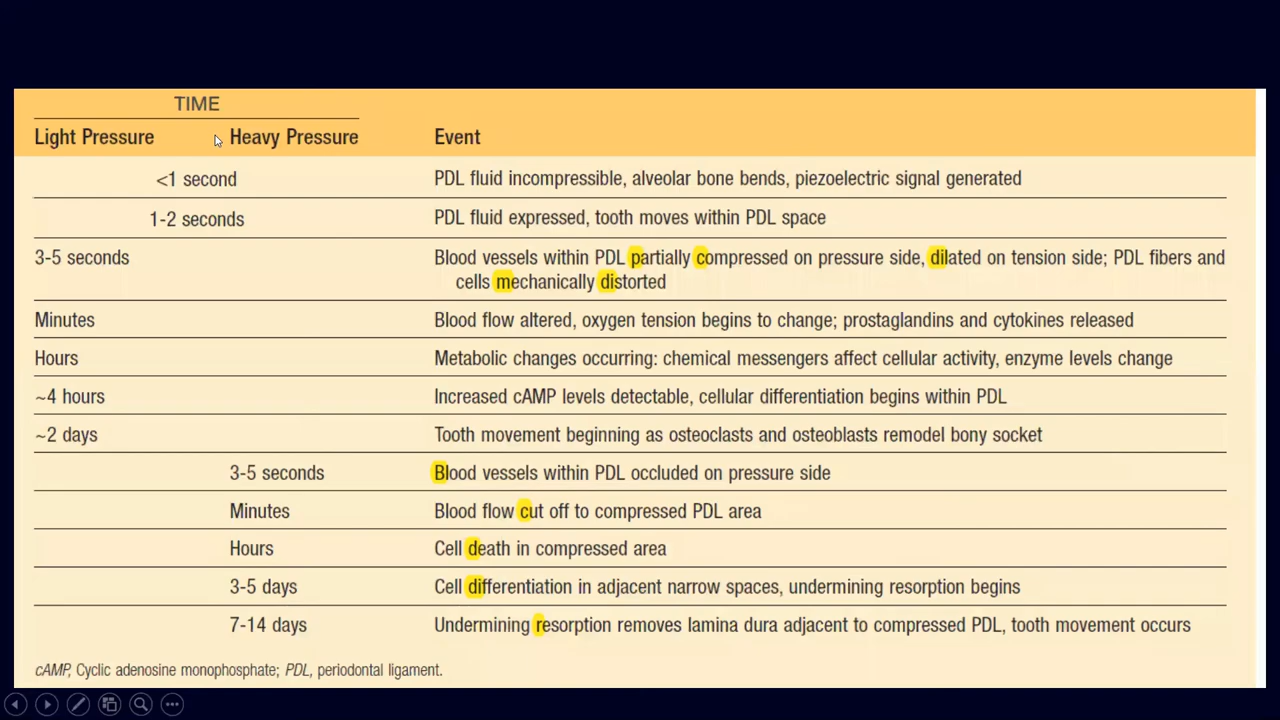 TIME
Light Pressure Heavy Pressure Event
<1 second PDL fluid incompressible, alveolar bone bends, piezoelectric signal generated
1-2 seconds PDL fluid expressed, tooth moves within PDL space
3-5 seconds Blood vessels within PDL partially compressed on pressure side, dilated on tension side; PDL fibers and
cells mechanically distorted
Minutes Blood flow altered, oxygen tension begins to change; prostaglandins and cytokines released
Hours Metabolic changes occurring: chemical messengers affect cellular activity, enzyme levels change
~4 hours Increased cAMP levels detectable, cellular differentiation begins within PDL
~2 days Tooth movement beginning as osteoclasts and osteoblasts remodel bony socket
3-5 seconds Blood vessels within PDL occluded on pressure side
Minutes Blood flow cut off to compressed PDL area
Hours Cell death in compressed area
3-5 days Cell differentiation in adjacent narrow spaces, undermining resorption begins
7-14 days Undermining resorption removes lamina dura adjacent to compressed PDL, tooth movement occurs
cAMP, Cyclic adenosine monophosphate; PDL, periodontal ligament.